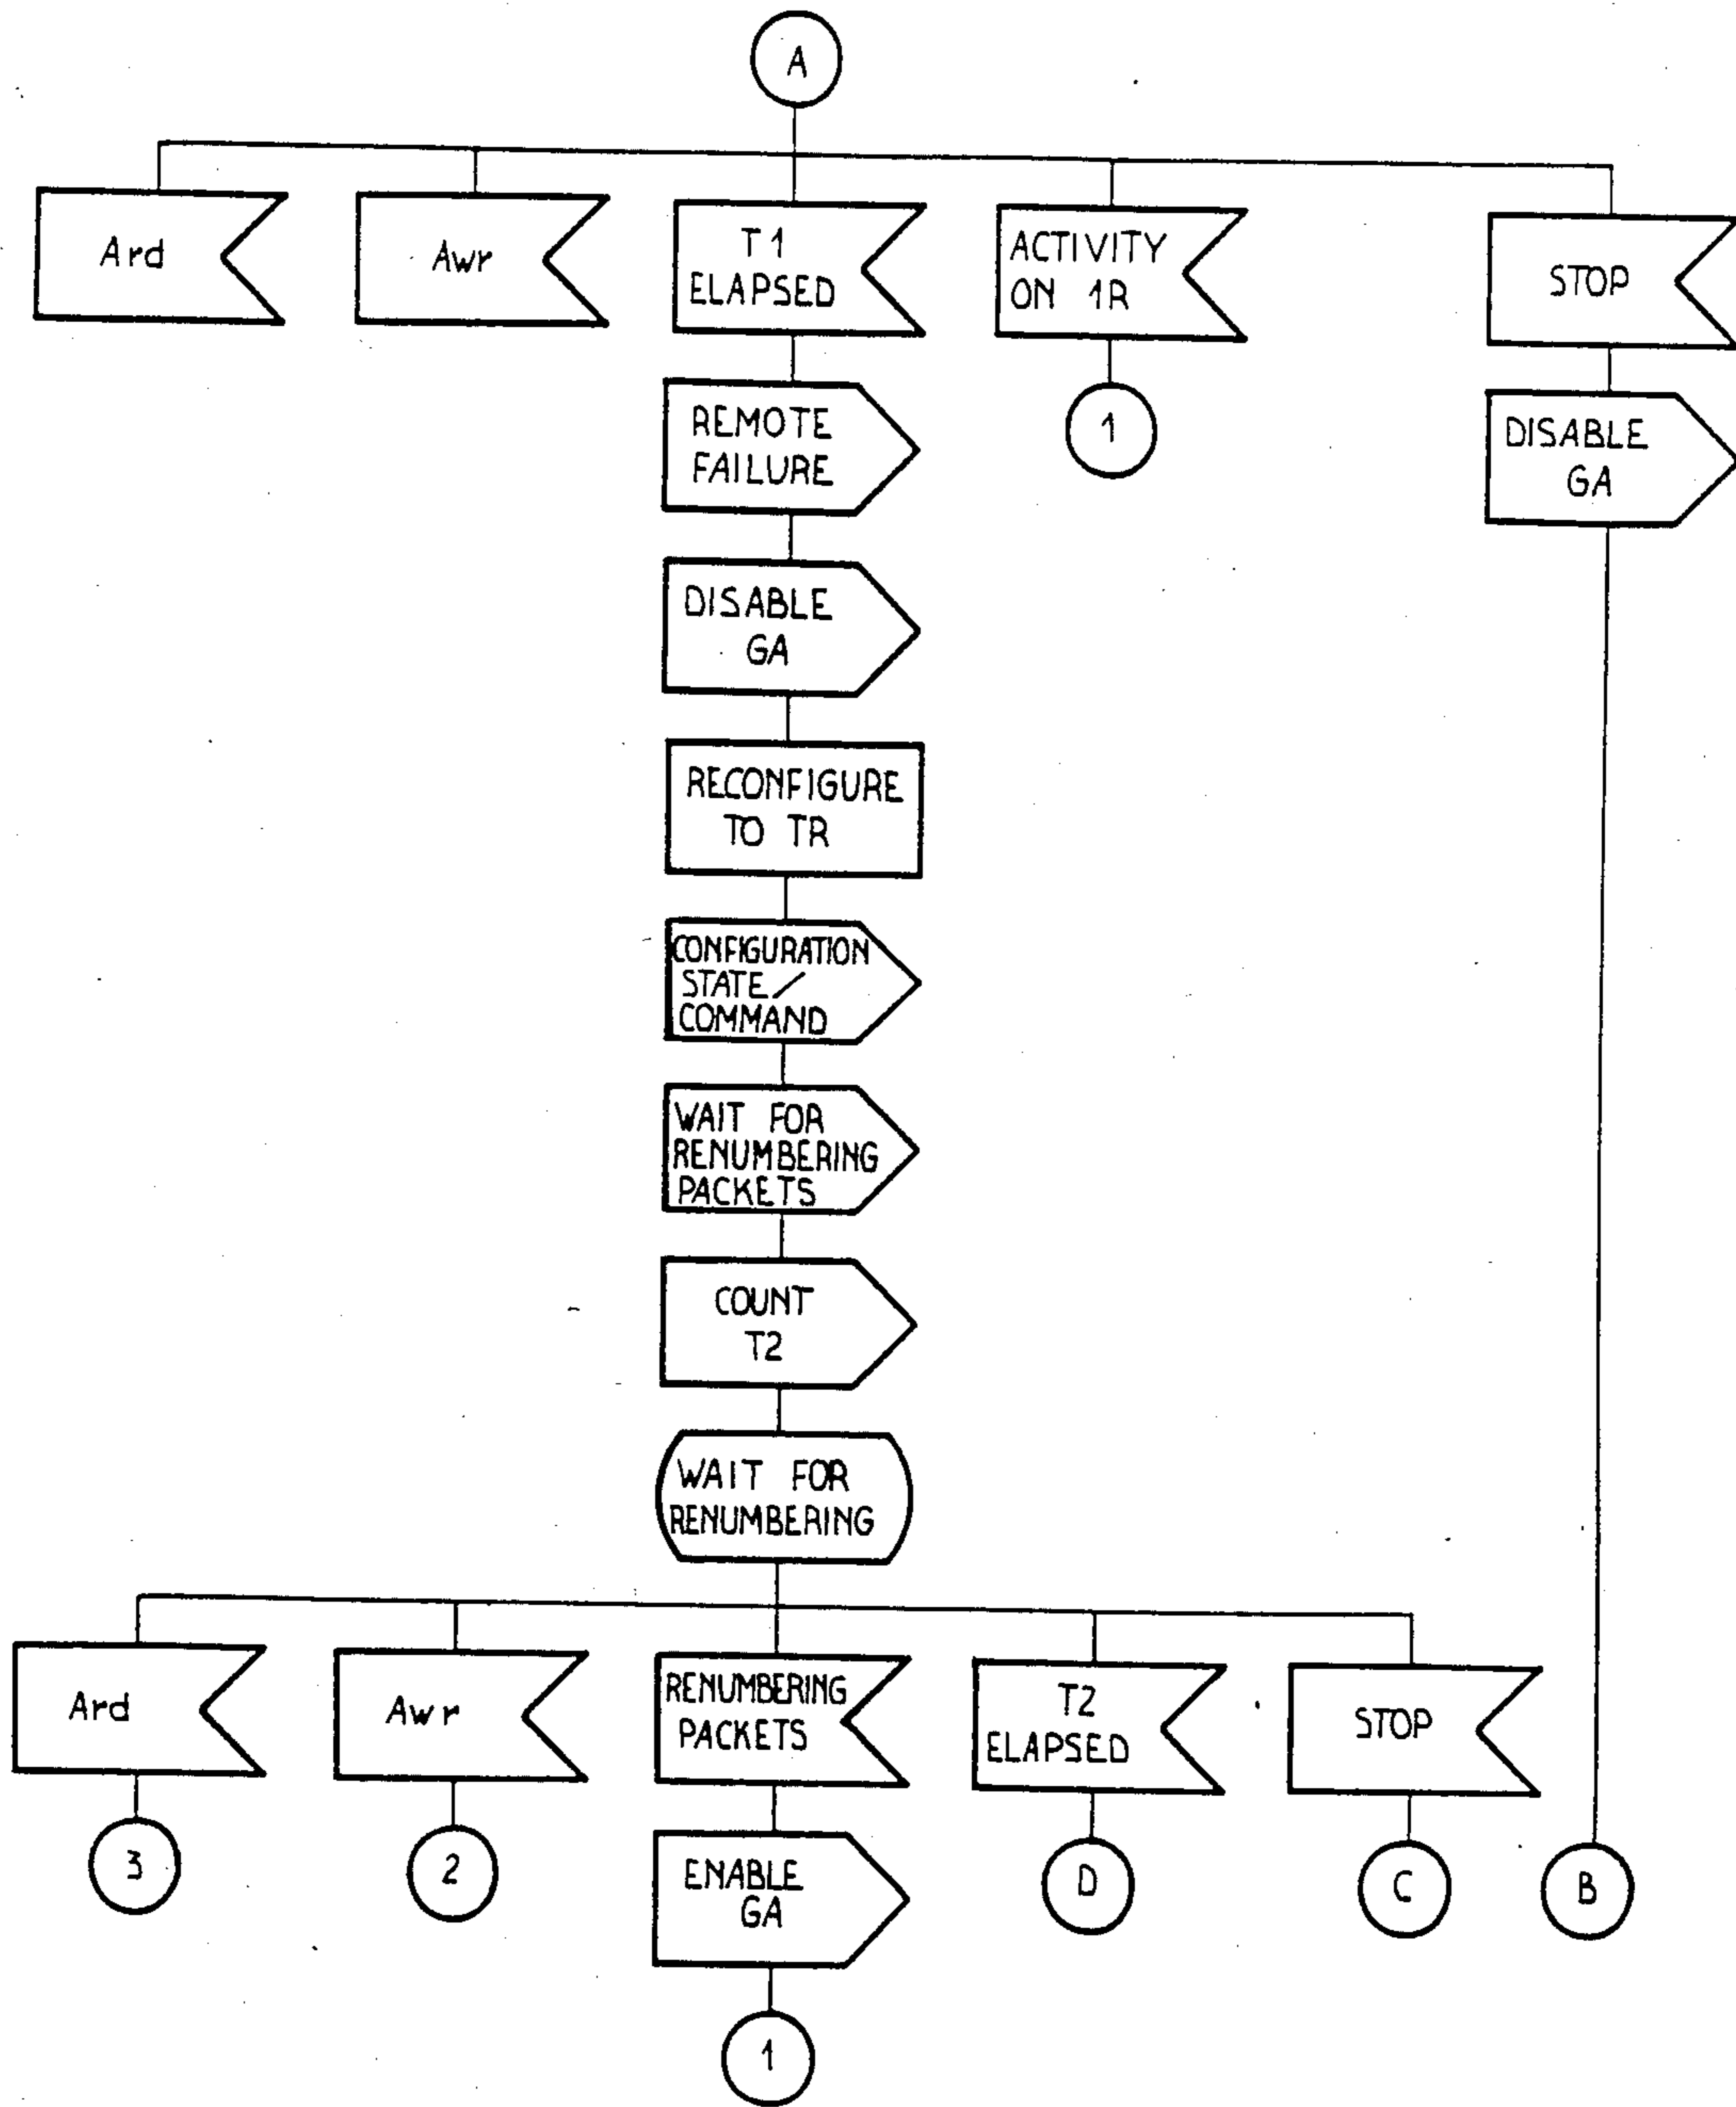 A
Ard
Awr
T1
ELAPSED
ACTIVITY
ON 1R
STOP
REMOTE
FAILURE
1
DISABLE
GA
DISABLE
GA
RECONFIGURE
TO TR
CONFIGURATION
STATE/
COMMAND
WAIT FOR
RENUMBERING
PACKETS
COUNT
T2
WAIT FOR
RENUMBERING
Ard
Awr
RENUMBERING
PACKETS
T2
ELAPSED
STOP
3
2
ENABLE
GA
D
C
B
1